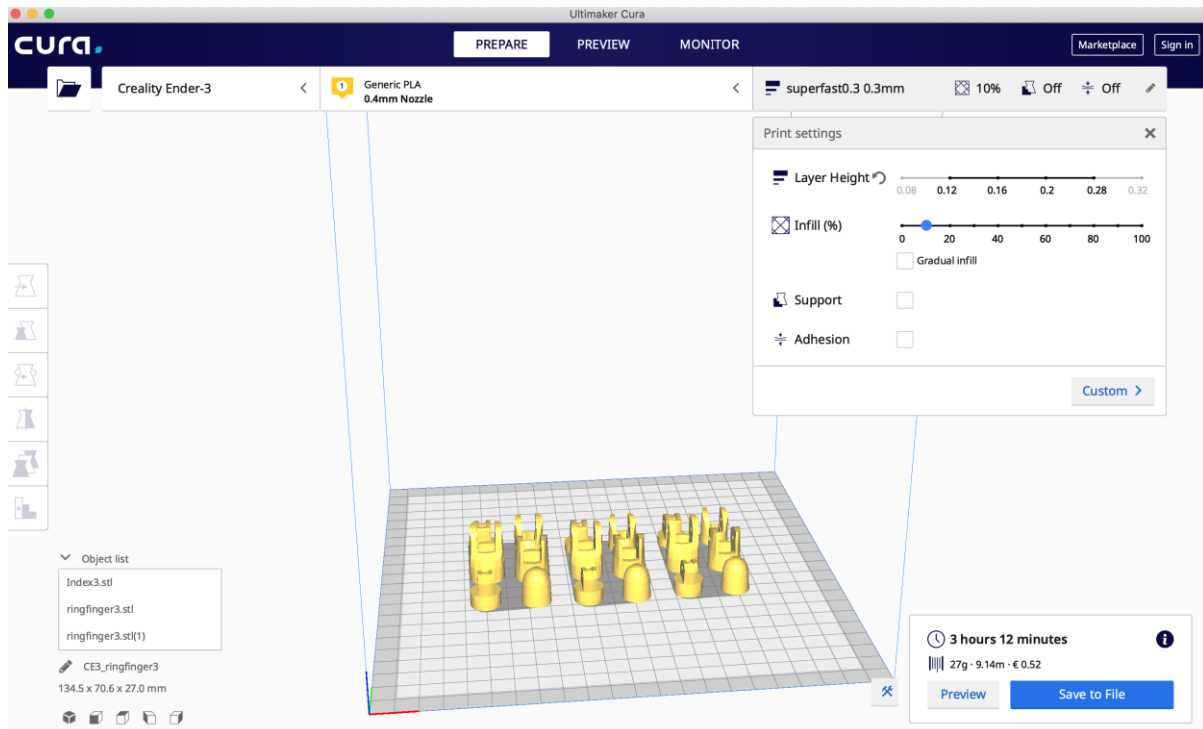 Ultimaker Cura
cura.
PREPARE PREVIEW MONITOR
Marketplace Sign in
Creality Ender-3
1
Generic PLA
0.4mm Nozzle
superfast0.3 0.3mm 10% Off Off
Print settings
Layer Height
0.08 0.12 0.16 0.2 0.28 0.32
Infill (%)
0 20 40 60 80 100
Gradual infill
Support
Adhesion
Custom
Object list
Index3.stl
ringfinger3.stl
ringfinger3.stl(1)
CE3_ringfinger3
134.5 x 70.6 x 27.0 mm
3 hours 12 minutes
27g · 9.14m · € 0.52
Preview Save to File